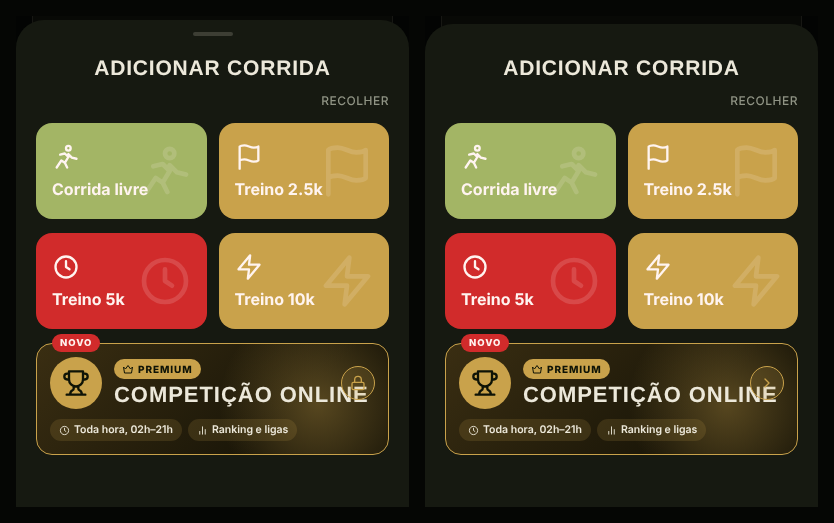 ADICIONAR CORRIDA
RECOLHER
Corrida livre
Treino 2.5k
Treino 5k
Treino 10k
NOVO
PREMIUM
COMPETIÇÃO ONLINE
Toda hora, 02h–21h
Ranking e ligas
ADICIONAR CORRIDA
RECOLHER
Corrida livre
Treino 2.5k
Treino 5k
Treino 10k
NOVO
PREMIUM
COMPETIÇÃO ONLINE
Toda hora, 02h–21h
Ranking e ligas